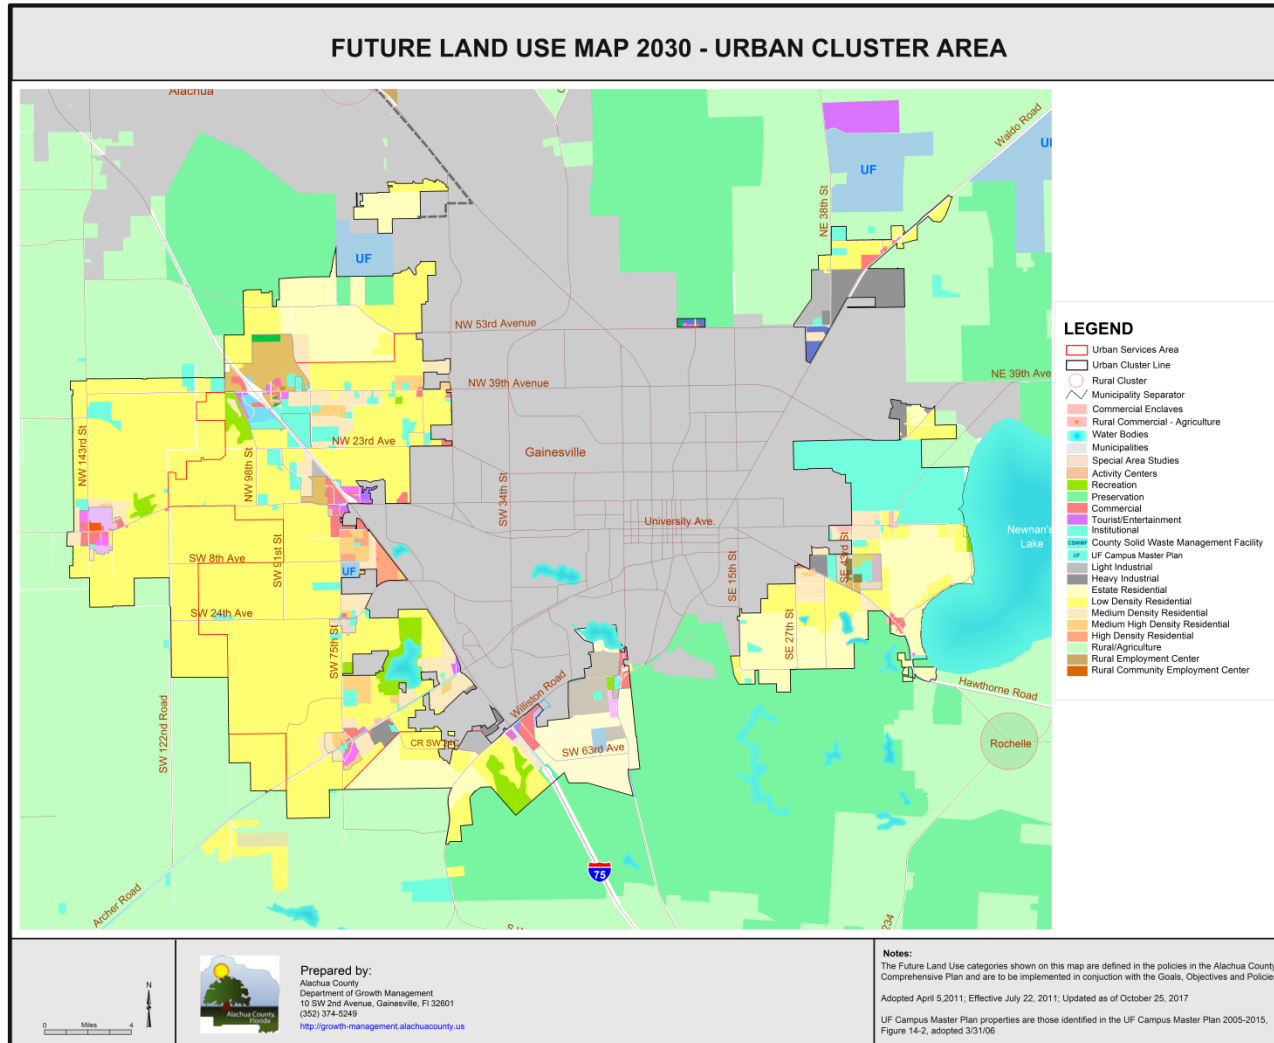 FUTURE LAND USE MAP 2030 - URBAN CLUSTER AREA
Alachua
Waldo Road
UF
UF
NE 38th St
UF
NW 53rd Avenue
NW 39th Avenue
NE 39th Ave
NW 143rd St
NW 98th St
NW 23rd Ave
Gainesville
SW 34th St
University Ave.
Newnan's
Lake
SW 8th Ave
SW 91st St
UF
SE 15th St
SE 43rd St
SW 24th Ave
SW 75th St
SE 27th St
Williston Road
Hawthorne Road
SW 122nd Road
CR SW 24C
SW 63rd Ave
Rochelle
75
Archer Road
234
LEGEND
Urban Services Area
Urban Cluster Line
Rural Cluster
Municipality Separator
Commercial Enclaves
Rural Commercial - Agriculture
Water Bodies
Municipalities
Special Area Studies
Activity Centers
Recreation
Preservation
Commercial
Tourist/Entertainment
Institutional
CSWMF County Solid Waste Management Facility
UF UF Campus Master Plan
Light Industrial
Heavy Industrial
Estate Residential
Low Density Residential
Medium Density Residential
Medium High Density Residential
High Density Residential
Rural/Agriculture
Rural Employment Center
Rural Community Employment Center
N
0 Miles 4
Alachua County,
Florida
Prepared by:
Alachua County
Department of Growth Management
10 SW 2nd Avenue, Gainesville, Fl 32601
(352) 374-5249
http://growth-management.alachuacounty.us
Notes:
The Future Land Use categories shown on this map are defined in the policies in the Alachua County
Comprehensive Plan and are to be implemented in conjunction with the Goals, Objectives and Policie
Adopted April 5,2011; Effective July 22, 2011; Updated as of October 25, 2017
UF Campus Master Plan properties are those identified in the UF Campus Master Plan 2005-2015,
Figure 14-2, adopted 3/31/06